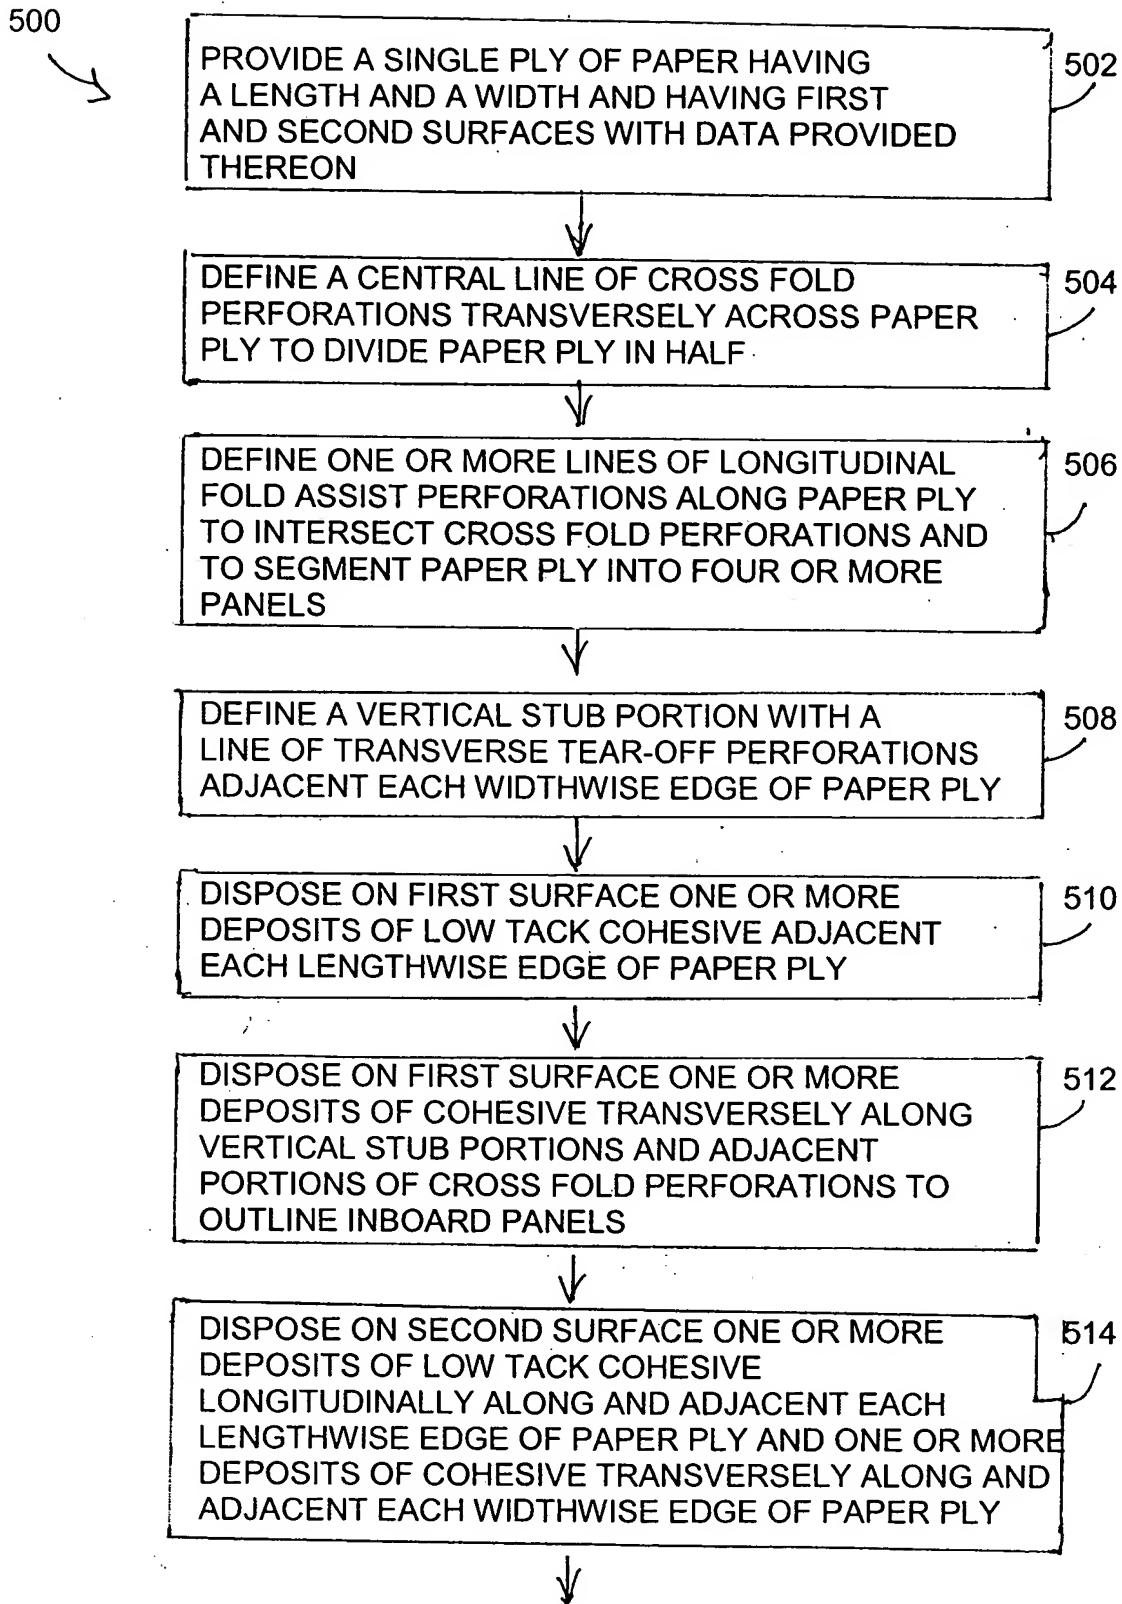 500
PROVIDE A SINGLE PLY OF PAPER HAVING
A LENGTH AND A WIDTH AND HAVING FIRST
AND SECOND SURFACES WITH DATA PROVIDED
THEREON
502
DEFINE A CENTRAL LINE OF CROSS FOLD
PERFORATIONS TRANSVERSELY ACROSS PAPER
PLY TO DIVIDE PAPER PLY IN HALF
504
DEFINE ONE OR MORE LINES OF LONGITUDINAL
FOLD ASSIST PERFORATIONS ALONG PAPER PLY
TO INTERSECT CROSS FOLD PERFORATIONS AND
TO SEGMENT PAPER PLY INTO FOUR OR MORE
PANELS
506
DEFINE A VERTICAL STUB PORTION WITH A
LINE OF TRANSVERSE TEAR-OFF PERFORATIONS
ADJACENT EACH WIDTHWISE EDGE OF PAPER PLY
508
DISPOSE ON FIRST SURFACE ONE OR MORE
DEPOSITS OF LOW TACK COHESIVE ADJACENT
EACH LENGTHWISE EDGE OF PAPER PLY
510
DISPOSE ON FIRST SURFACE ONE OR MORE
DEPOSITS OF COHESIVE TRANSVERSELY ALONG
VERTICAL STUB PORTIONS AND ADJACENT
PORTIONS OF CROSS FOLD PERFORATIONS TO
OUTLINE INBOARD PANELS
512
DISPOSE ON SECOND SURFACE ONE OR MORE
DEPOSITS OF LOW TACK COHESIVE
LONGITUDINALLY ALONG AND ADJACENT EACH
LENGTHWISE EDGE OF PAPER PLY AND ONE OR MORE
DEPOSITS OF COHESIVE TRANSVERSELY ALONG AND
ADJACENT EACH WIDTHWISE EDGE OF PAPER PLY
514